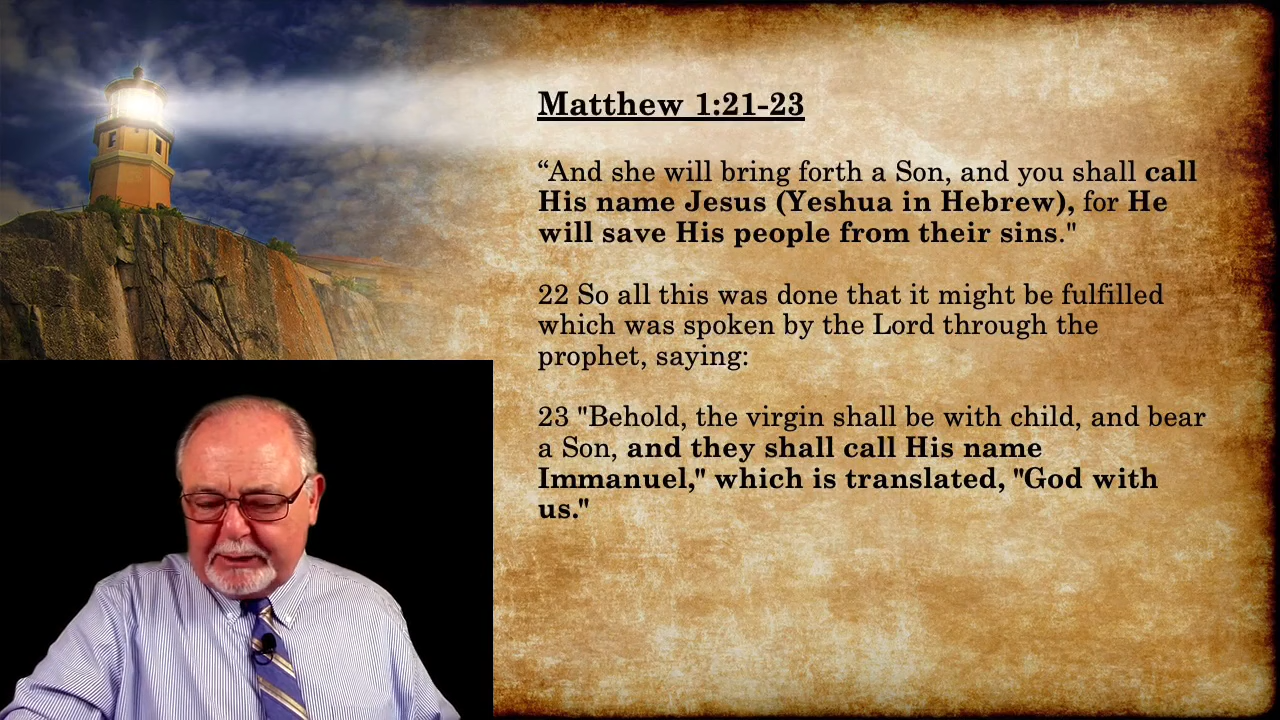 Matthew 1:21-23
“And she will bring forth a Son, and you shall call
His name Jesus (Yeshua in Hebrew), for He
will save His people from their sins."
22 So all this was done that it might be fulfilled
which was spoken by the Lord through the
prophet, saying:
23 "Behold, the virgin shall be with child, and bear
a Son, and they shall call His name
Immanuel," which is translated, "God with
us."